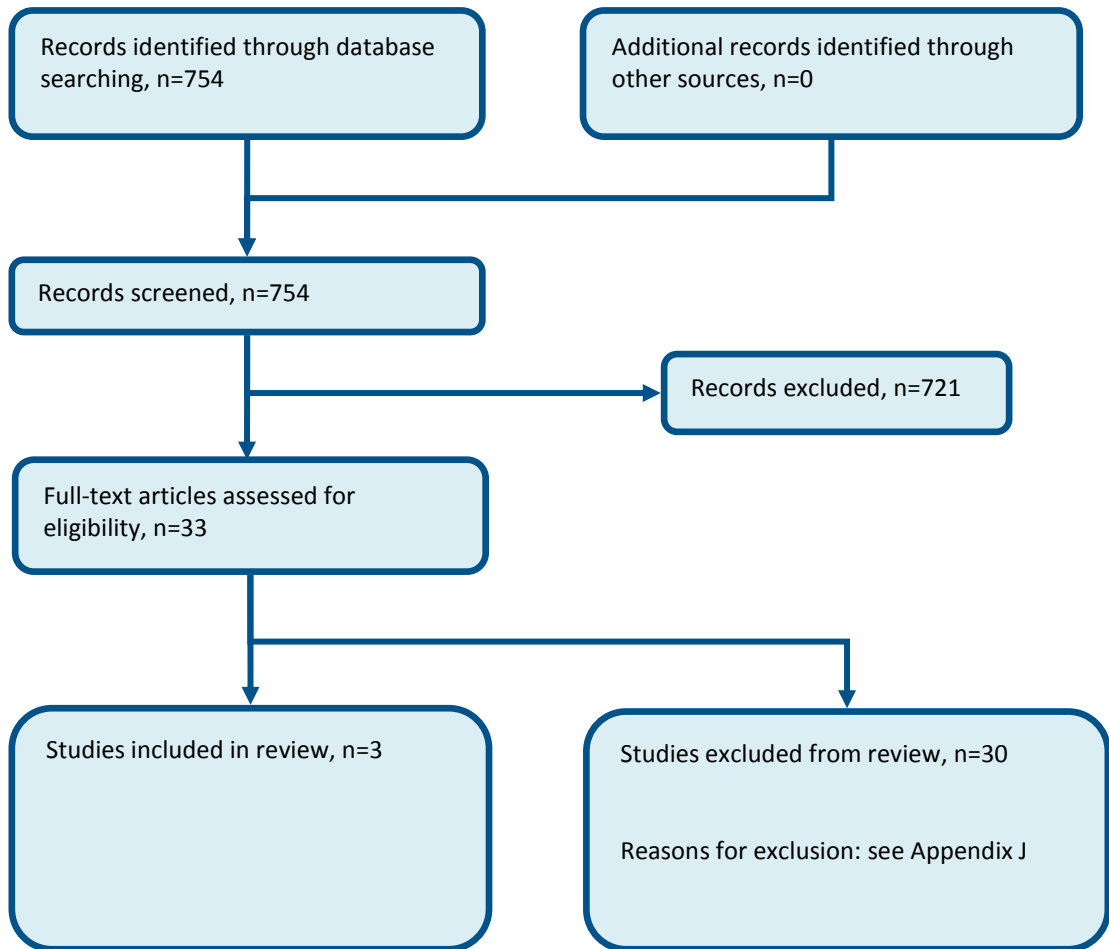 Records identified through database
searching, n=754
Additional records identified through
other sources, n=0
Records screened, n=754
Records excluded, n=721
Full-text articles assessed for
eligibility, n=33
Studies included in review, n=3
Studies excluded from review, n=30
Reasons for exclusion: see Appendix J